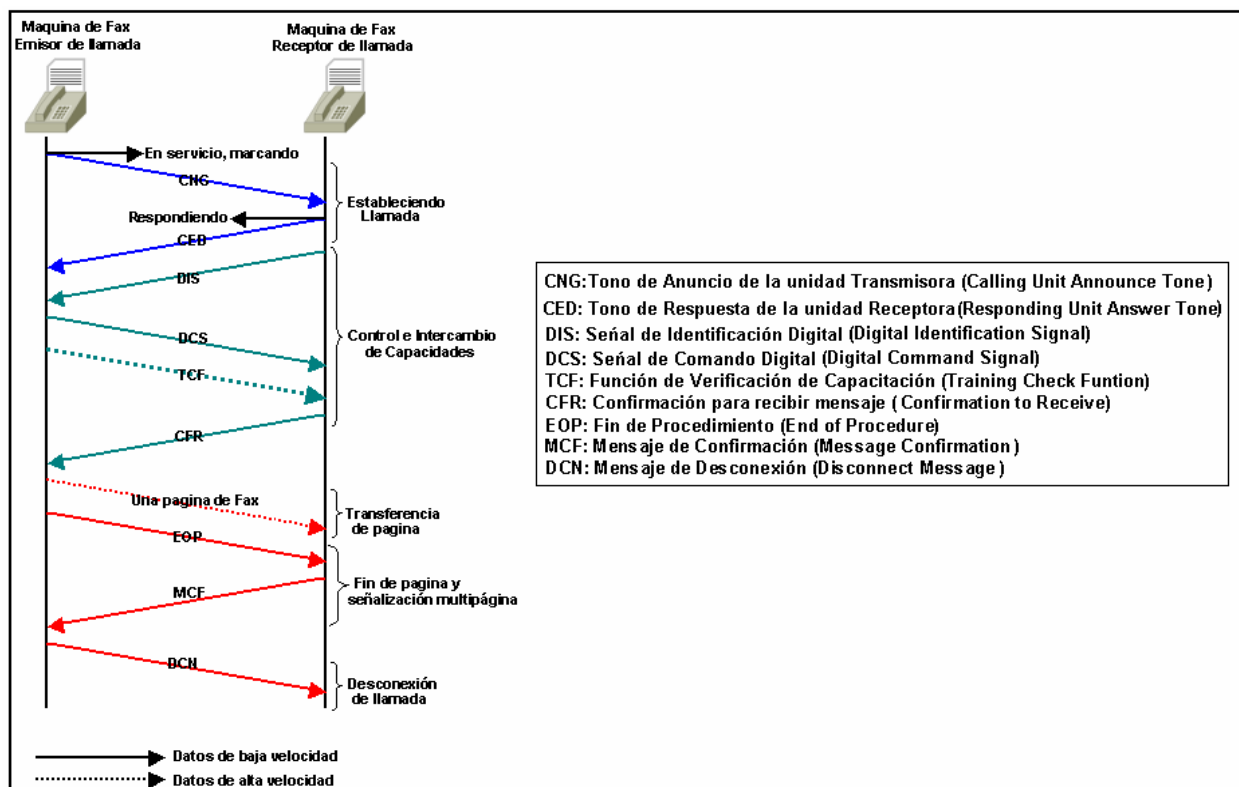 Maquina de Fax
Emisor de llamada
Maquina de Fax
Receptor de llamada
En servicio, marcando
CNG
Estableciendo
Llamada
Respondiendo
CED
DIS
DCS
Control e Intercambio
de Capacidades
TCF
CFR
Una pagina de Fax
Transferencia
de pagina
EOP
MCF
Fin de pagina y
señalización multipágina
DCN
Desconexión
de llamada
Datos de baja velocidad
Datos de alta velocidad
CNG: Tono de Anuncio de la unidad Transmisora (Calling Unit Announce Tone)
CED: Tono de Respuesta de la unidad Receptora (Responding Unit Answer Tone)
DIS: Señal de Identificación Digital (Digital Identification Signal)
DCS: Señal de Comando Digital (Digital Command Signal)
TCF: Función de Verificación de Capacitación (Training Check Funtion)
CFR: Confirmación para recibir mensaje (Confirmation to Receive)
EOP: Fin de Procedimiento (End of Procedure)
MCF: Mensaje de Confirmación (Message Confirmation)
DCN: Mensaje de Desconexión (Disconnect Message)